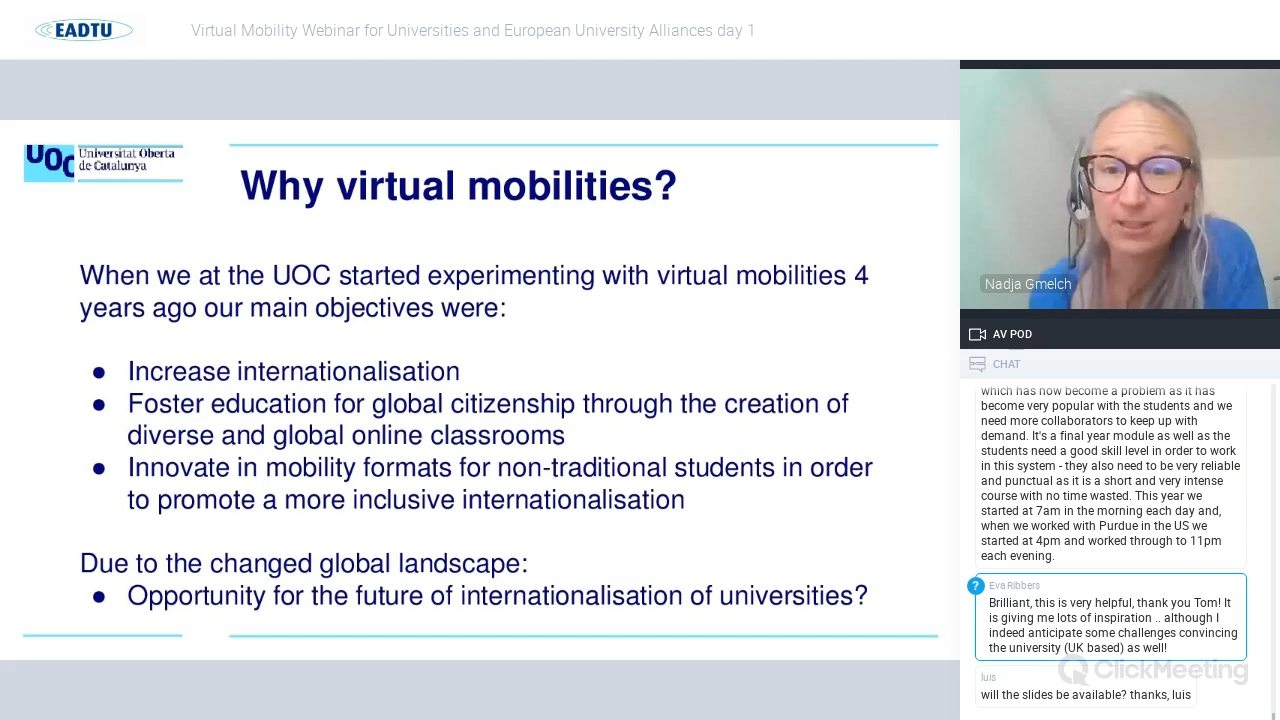 EADTU
Virtual Mobility Webinar for Universities and European University Alliances day 1
UOC
Universitat Oberta
de Catalunya
Why virtual mobilities?
When we at the UOC started experimenting with virtual mobilities 4
years ago our main objectives were:
● Increase internationalisation
● Foster education for global citizenship through the creation of
diverse and global online classrooms
● Innovate in mobility formats for non-traditional students in order
to promote a more inclusive internationalisation
Due to the changed global landscape:
● Opportunity for the future of internationalisation of universities?
Nadja Gmelch
AV POD
CHAT
which has now become a problem as it has
become very popular with the students and we
need more collaborators to keep up with
demand. It's a final year module as well as the
students need a good skill level in order to work
in this system - they also need to be very reliable
and punctual as it is a short and very intense
course with no time wasted. This year we
started at 7am in the morning each day and,
when we worked with Purdue in the US we
started at 4pm and worked through to 11pm
each evening.
?
Eva Ribbers
Brilliant, this is very helpful, thank you Tom! It
is giving me lots of inspiration .. although I
indeed anticipate some challenges convincing
the university (UK based) as well!
ClickMeeting
luis
will the slides be available? thanks, luis